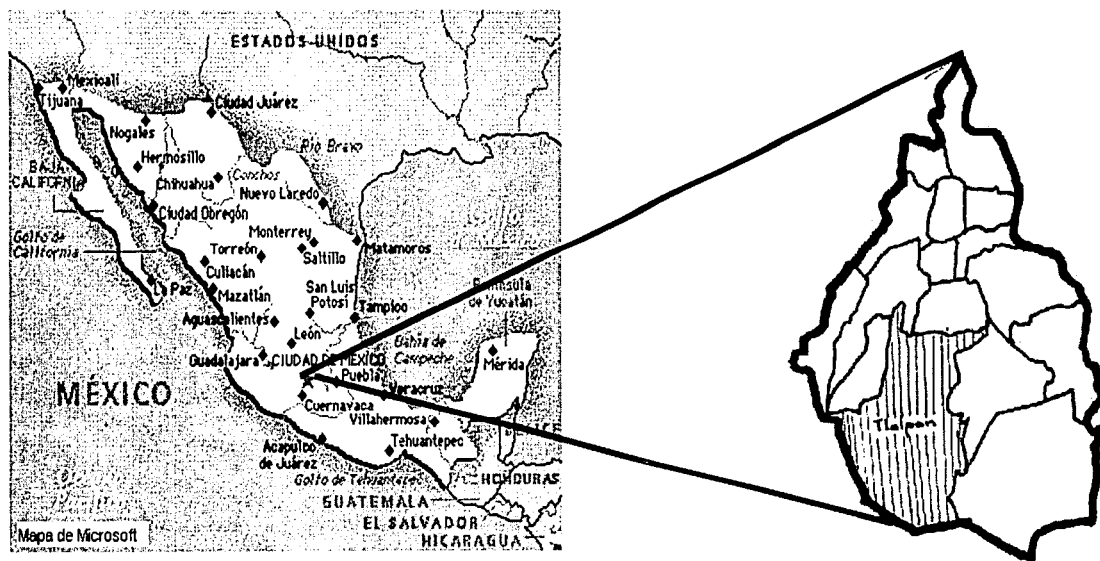 ESTADOS UNIDOS
Mexicali
Tijuana
Ciudad Juárez
Nogales
Río Bravo
Hermosillo
BAJA
CALIFORNIA
Chihuahua
Conchos
Nuevo Laredo
Ciudad Obregón
Golfo de
California
Monterrey
Matamoros
Torreón
Saltillo
Culiacán
La Paz
Mazatlán
San Luis
Potosí
Península
de Yucatán
Tampico
Aguascalientes
León
Bahía de
Campeche
Mérida
Guadalajara
CIUDAD DE MÉXICO
Puebla
MÉXICO
Veracruz
Cuernavaca
Villahermosa
Tlalpan
Acapulco
de Juárez
Tehuantepec
Golfo de Tehuantepec
HONDURAS
GUATEMALA
EL SALVADOR
NICARAGUA
Mapa de Microsoft